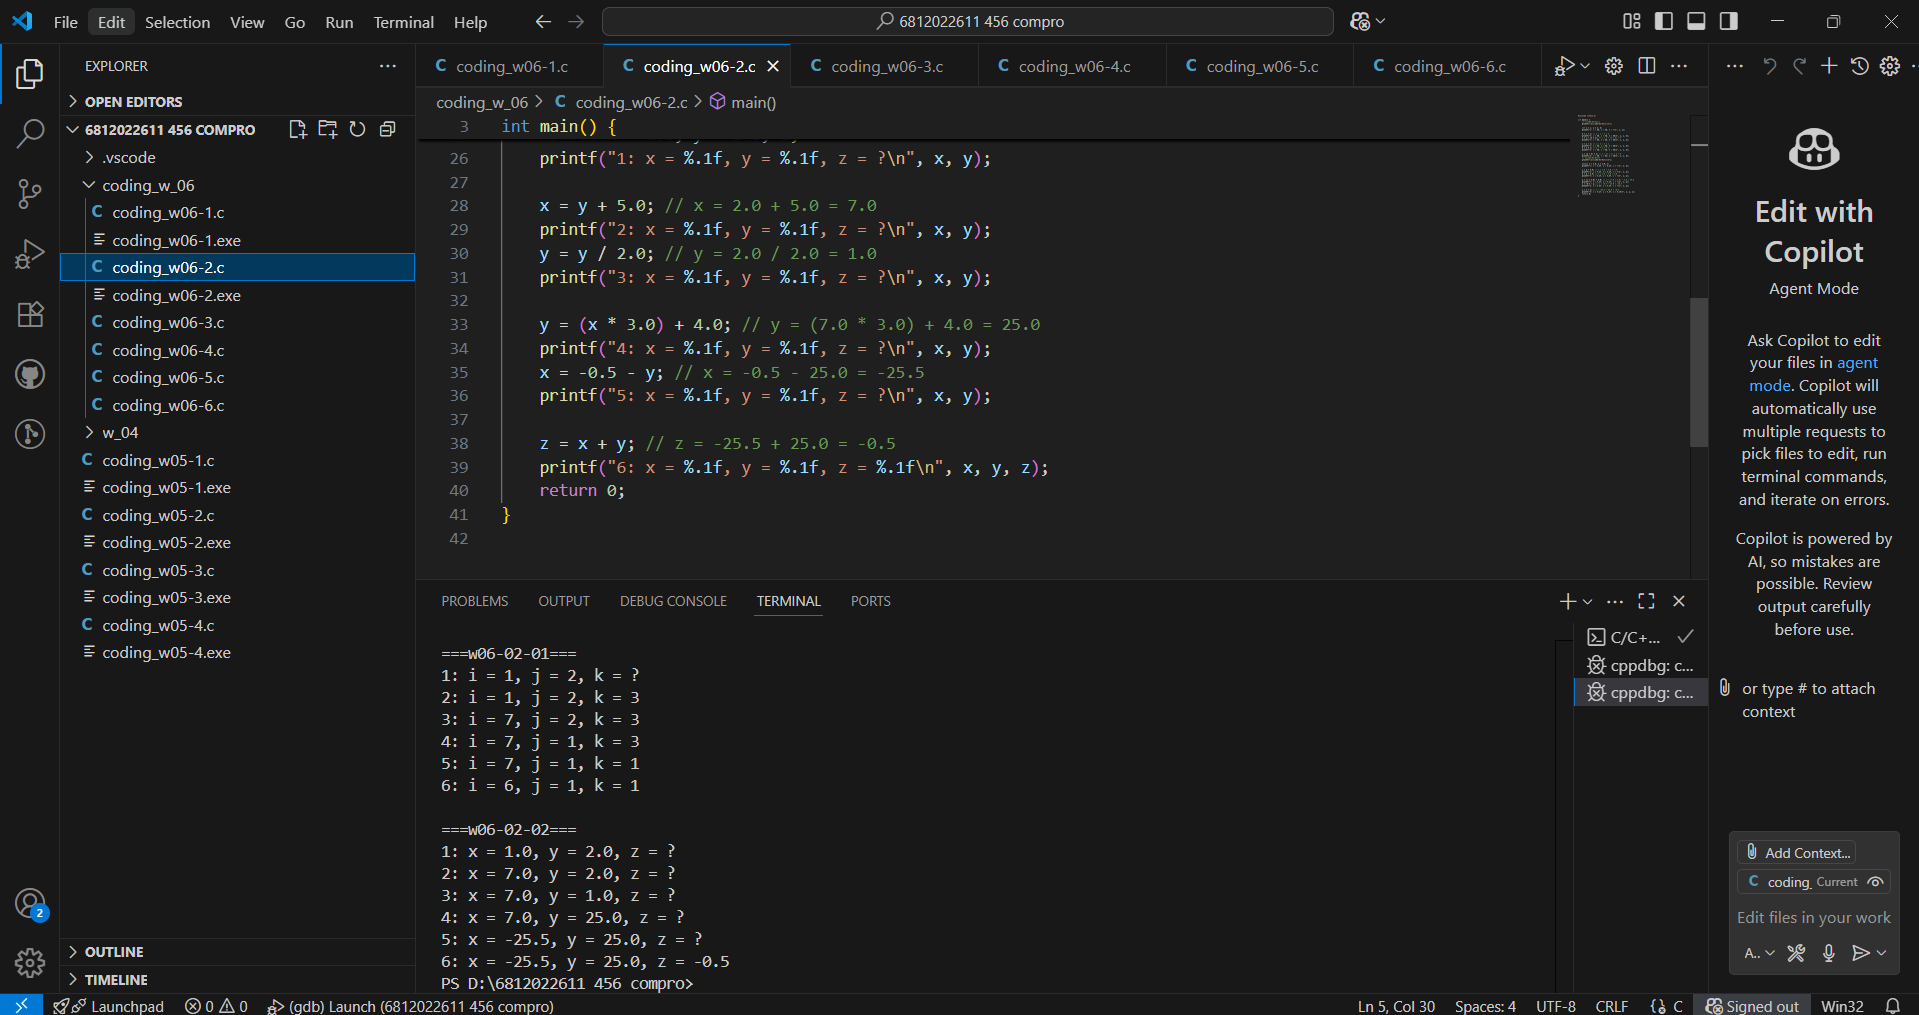 File Edit Selection View Go Run Terminal Help
6812022611 456 compro
EXPLORER
OPEN EDITORS
6812022611 456 COMPRO
.vscode
coding_w_06
coding_w06-1.c
coding_w06-1.exe
coding_w06-2.c
coding_w06-2.exe
coding_w06-3.c
coding_w06-4.c
coding_w06-5.c
coding_w06-6.c
w_04
coding_w05-1.c
coding_w05-1.exe
coding_w05-2.c
coding_w05-2.exe
coding_w05-3.c
coding_w05-3.exe
coding_w05-4.c
coding_w05-4.exe
OUTLINE
TIMELINE
coding_w06-1.c coding_w06-2.c coding_w06-3.c coding_w06-4.c coding_w06-5.c coding_w06-6.c
coding_w_06 > C coding_w06-2.c > main()
3 int main() {
26 printf("1: x = %.1f, y = %.1f, z = ?\n", x, y);
27
28 x = y + 5.0; // x = 2.0 + 5.0 = 7.0
29 printf("2: x = %.1f, y = %.1f, z = ?\n", x, y);
30 y = y / 2.0; // y = 2.0 / 2.0 = 1.0
31 printf("3: x = %.1f, y = %.1f, z = ?\n", x, y);
32
33 y = (x * 3.0) + 4.0; // y = (7.0 * 3.0) + 4.0 = 25.0
34 printf("4: x = %.1f, y = %.1f, z = ?\n", x, y);
35 x = -0.5 - y; // x = -0.5 - 25.0 = -25.5
36 printf("5: x = %.1f, y = %.1f, z = ?\n", x, y);
37
38 z = x + y; // z = -25.5 + 25.0 = -0.5
39 printf("6: x = %.1f, y = %.1f, z = %.1f\n", x, y, z);
40 return 0;
41 }
42
PROBLEMS OUTPUT DEBUG CONSOLE TERMINAL PORTS
===w06-02-01===
1: i = 1, j = 2, k = ?
2: i = 1, j = 2, k = 3
3: i = 7, j = 2, k = 3
4: i = 7, j = 1, k = 3
5: i = 7, j = 1, k = 1
6: i = 6, j = 1, k = 1
===w06-02-02===
1: x = 1.0, y = 2.0, z = ?
2: x = 7.0, y = 2.0, z = ?
3: x = 7.0, y = 1.0, z = ?
4: x = 7.0, y = 25.0, z = ?
5: x = -25.5, y = 25.0, z = ?
6: x = -25.5, y = 25.0, z = -0.5
PS D:\6812022611 456 compro>
C/C+...
cppdbg: c...
cppdbg: c...
Edit with
Copilot
Agent Mode
Ask Copilot to edit
your files in agent
mode. Copilot will
automatically use
multiple requests to
pick files to edit, run
terminal commands,
and iterate on errors.
Copilot is powered by
AI, so mistakes are
possible. Review
output carefully
before use.
or type # to attach
context
Add Context...
C coding_ Current
Edit files in your work
A..
2
Launchpad 0 0 (gdb) Launch (6812022611 456 compro) Ln 5, Col 30 Spaces: 4 UTF-8 CRLF {} C Signed out Win32